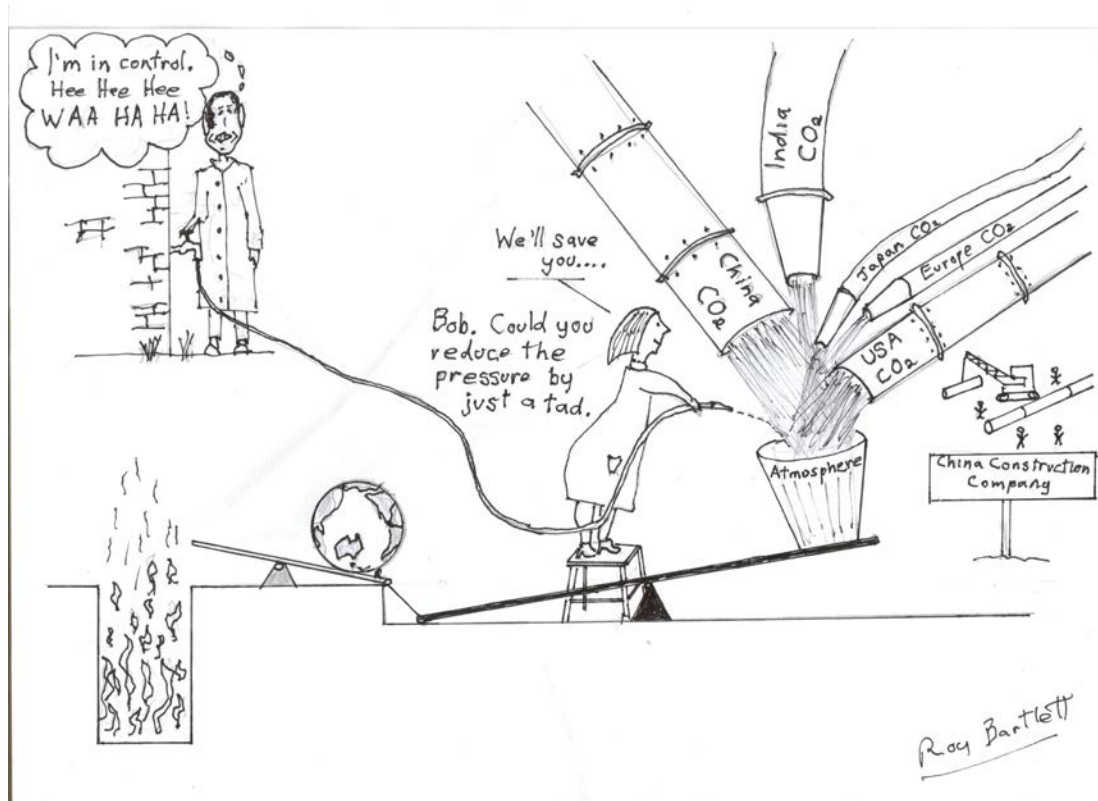 I'm in control.
Hee Hee Hee
WAA HA HA!
We'll save
you....
Bob. Could you
reduce the
pressure by
just a tad.
China
CO₂
India
CO₂
Japan CO₂
Europe CO₂
USA
CO₂
Atmosphere
China Construction
Company
Roy Bartlett